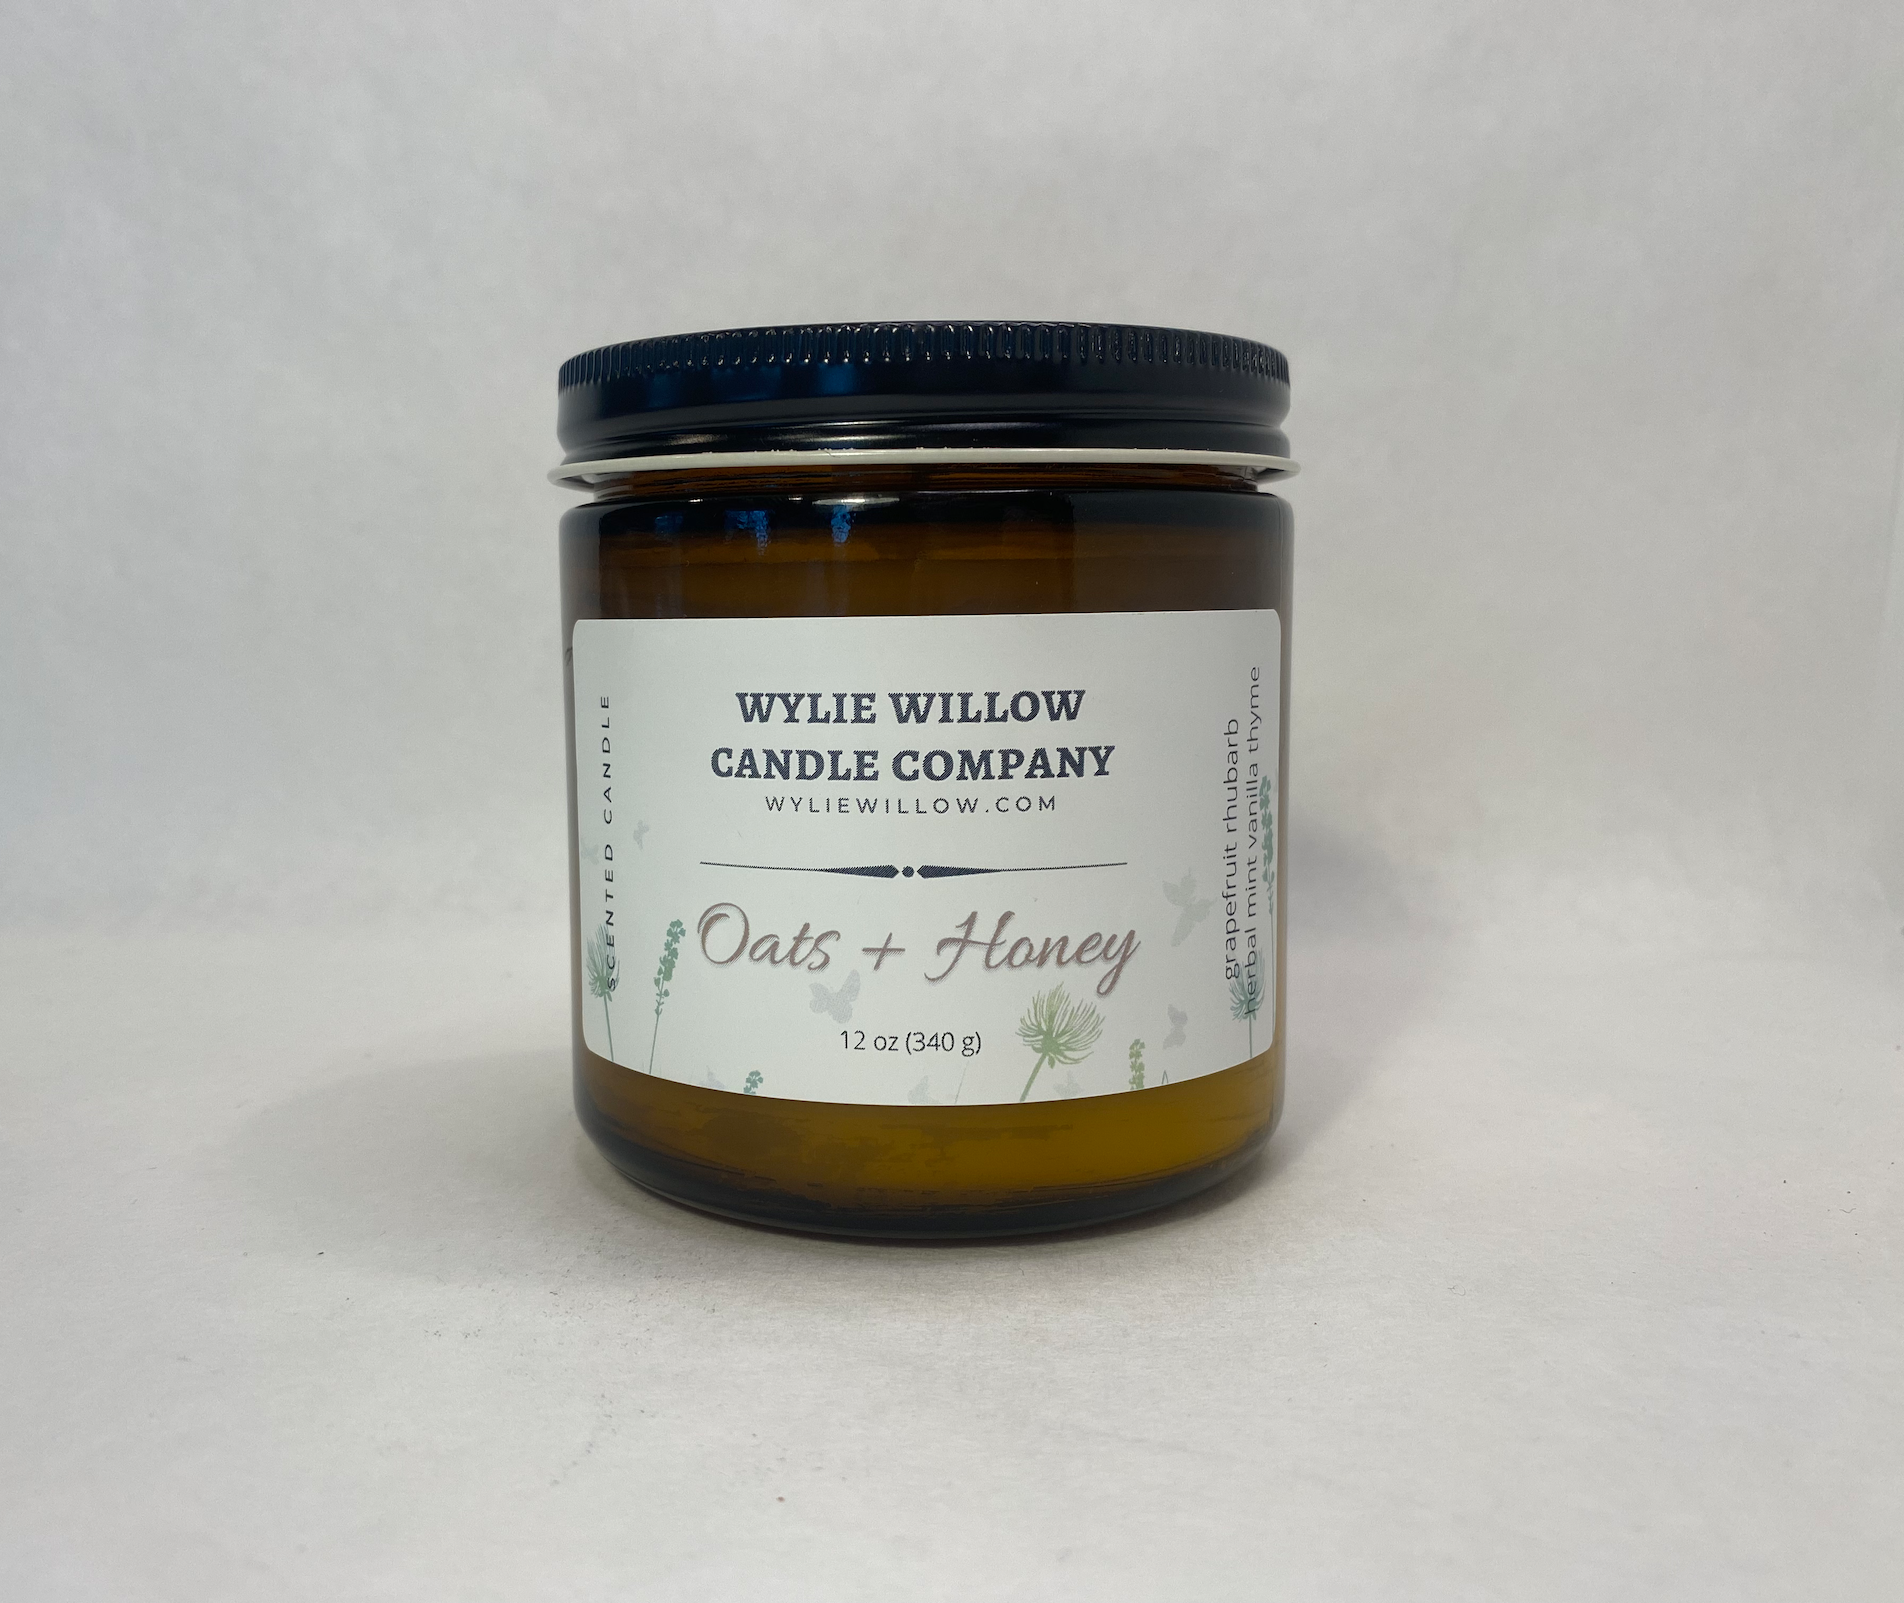 WYLIE WILLOW
CANDLE COMPANY
WYLIEWILLOW.COM
Oats + Honey
12 oz (340 g)
SCENTED CANDLE
grapefruit rhubarb
herbal mint vanilla thyme